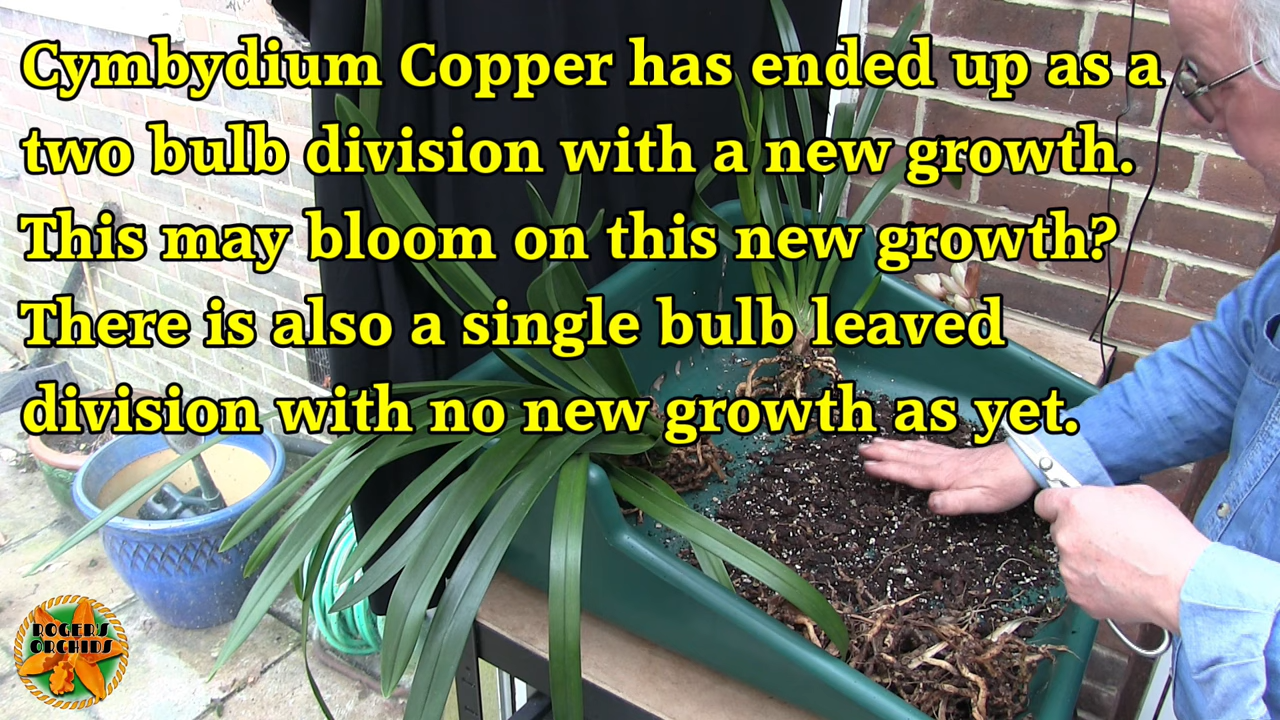 Cymbydium Copper has ended up as a
two bulb division with a new growth.
This may bloom on this new growth?
There is also a single bulb leaved
division with no new growth as yet.
ROGER'S
ORCHIDS